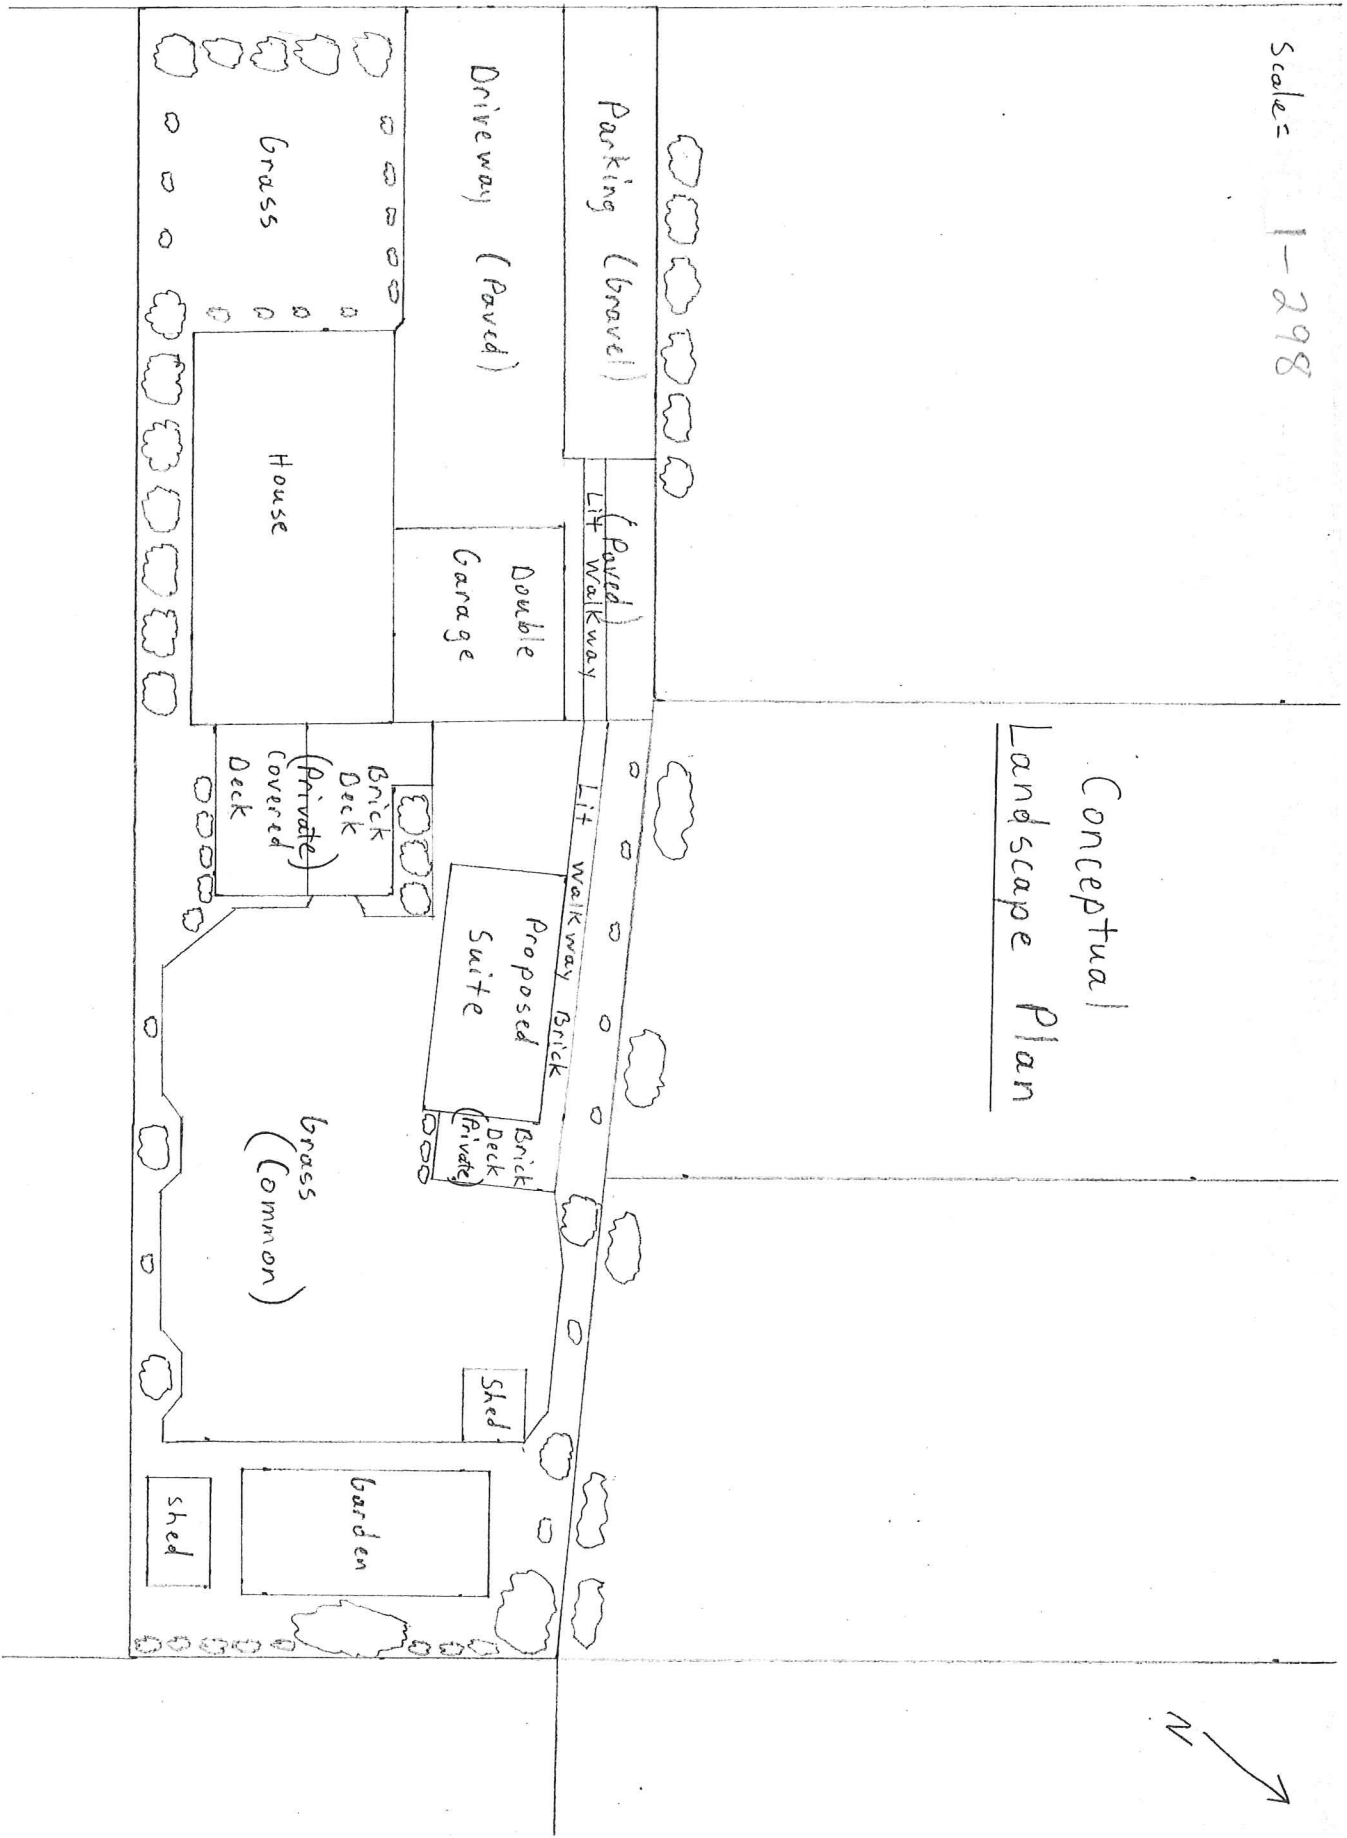 Scale= 1-298
Conceptual
Landscape Plan
N
Parking (Gravel)
Driveway (Paved)
Grass
(Paved)
Lit Walkway
Double
Garage
House
Lit Walkway Brick
Brick
Deck
(Private)
Covered
Deck
Proposed
Suite
Brick
Deck
(Private)
Grass
(Common)
Shed
Garden
Shed